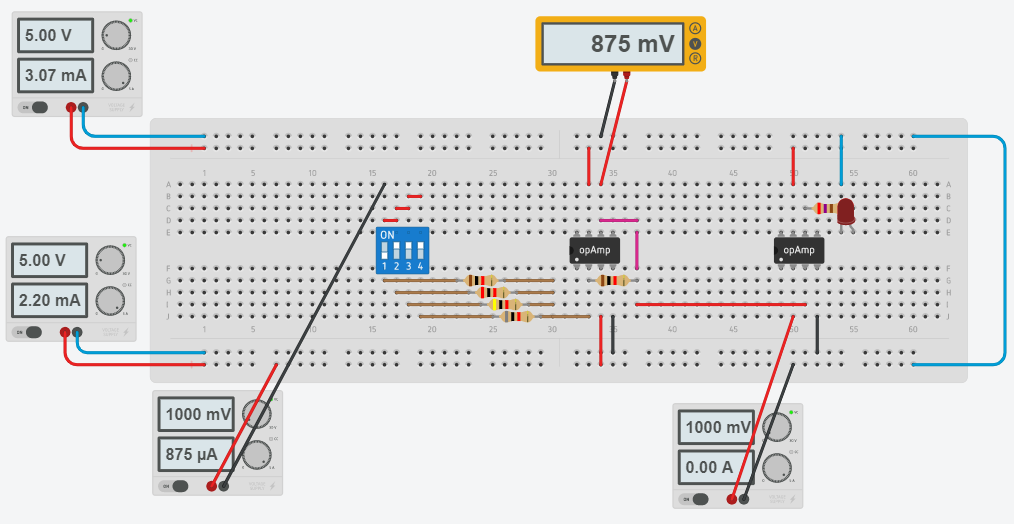 5.00 V
3.07 mA
ON
875 mV
A
V
R
1 5 10 15 20 25 30 35 45 50 55 60
A A
B B
C C
D D
E E
ON
1 2 3 4
opAmp
opAmp
F F
G G
H H
I I
J J
1 5 10 15 20 25 30 35 40 45 50 55 60
5.00 V
2.20 mA
ON
1000 mV
875 µA
ON
1000 mV
0.00 A
ON